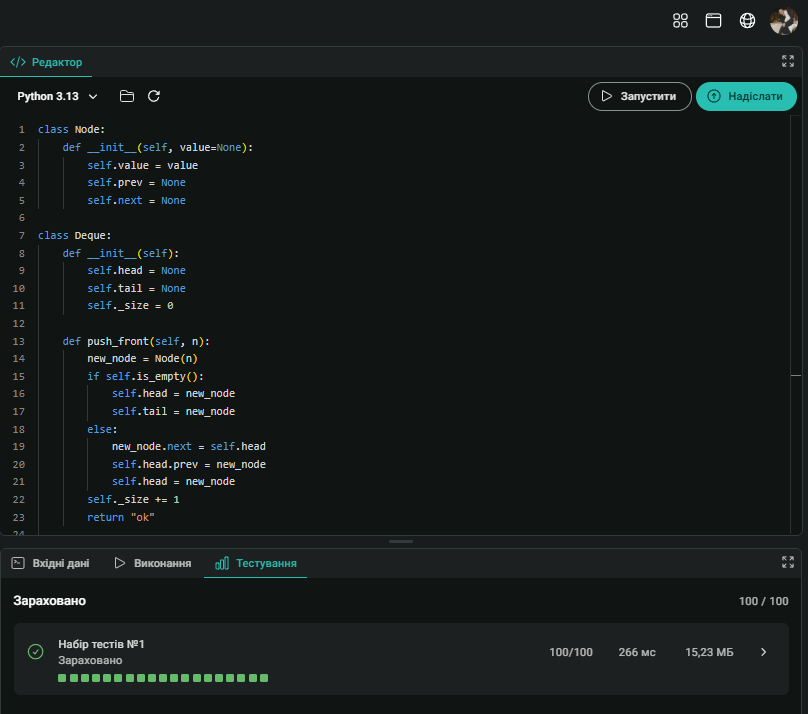 </> Редактор
Python 3.13
Запустити
Надіслати
1 class Node:
2     def __init__(self, value=None):
3         self.value = value
4         self.prev = None
5         self.next = None
6
7 class Deque:
8     def __init__(self):
9         self.head = None
10         self.tail = None
11         self._size = 0
12
13     def push_front(self, n):
14         new_node = Node(n)
15         if self.is_empty():
16             self.head = new_node
17             self.tail = new_node
18         else:
19             new_node.next = self.head
20             self.head.prev = new_node
21             self.head = new_node
22         self._size += 1
23         return "ok"
24
Вхідні дані
Виконання
Тестування
Зараховано
100 / 100
Набір тестів №1
Зараховано
100/100
266 мс
15,23 МБ